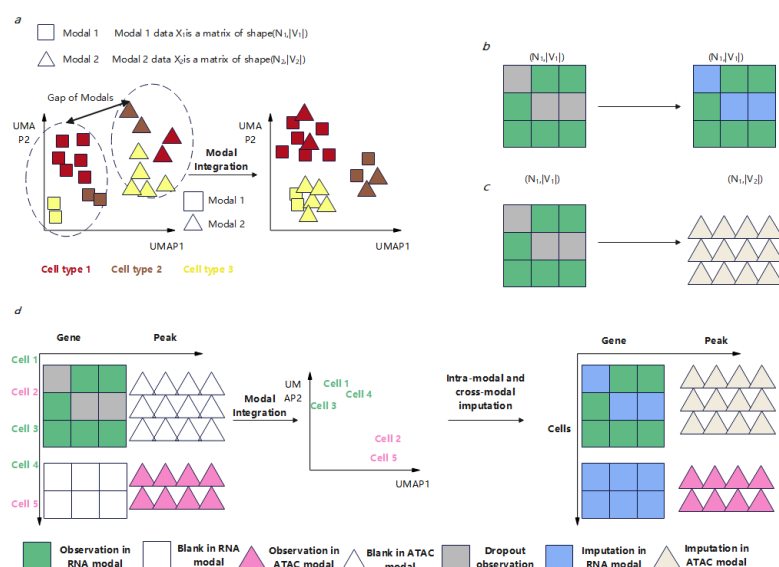 a
Modal 1 Modal 1 data X₁is a matrix of shape(N₁,|V₁|)
Modal 2 Modal 2 data X₂is a matrix of shape(N₂,|V₂|)
Gap of Modals
UMA
P2
UMAP1
Modal
Integration
Modal 1
Modal 2
UMAP1
Cell type 1 Cell type 2 Cell type 3
b
(N₁,|V₁|) (N₁,|V₁|)
c
(N₁,|V₁|) (N₁,|V₂|)
d
Gene Peak
Cell 1
Cell 2
Cell 3
Cell 4
Cell 5
Modal
Integration
UM
AP2
Cell 1
Cell 4
Cell 3
Cell 2
Cell 5
UMAP1
Intra-modal and
cross-modal
imputation
Gene Peak
Cells
Observation in
RNA modal
Blank in RNA
modal
Observation in
ATAC modal
Blank in ATAC
modal
Dropout
observation
Imputation in
RNA modal
Imputation in
ATAC modal